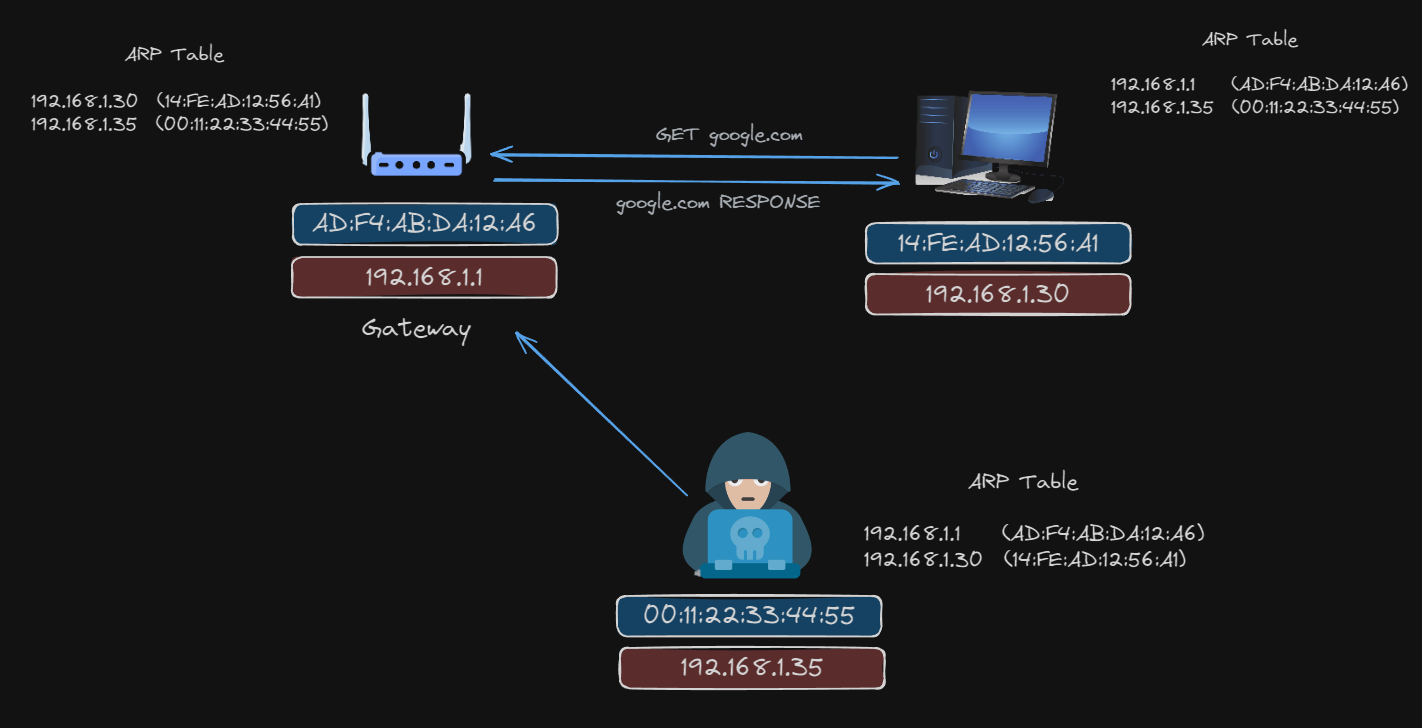 ARP Table
192.168.1.30 (14:FE:AD:12:56:A1)
192.168.1.35 (00:11:22:33:44:55)
AD:F4:AB:DA:12:A6
192.168.1.1
Gateway
GET google.com
google.com RESPONSE
ARP Table
192.168.1.1 (AD:F4:AB:DA:12:A6)
192.168.1.35 (00:11:22:33:44:55)
14:FE:AD:12:56:A1
192.168.1.30
ARP Table
192.168.1.1 (AD:F4:AB:DA:12:A6)
192.168.1.30 (14:FE:AD:12:56:A1)
00:11:22:33:44:55
192.168.1.35